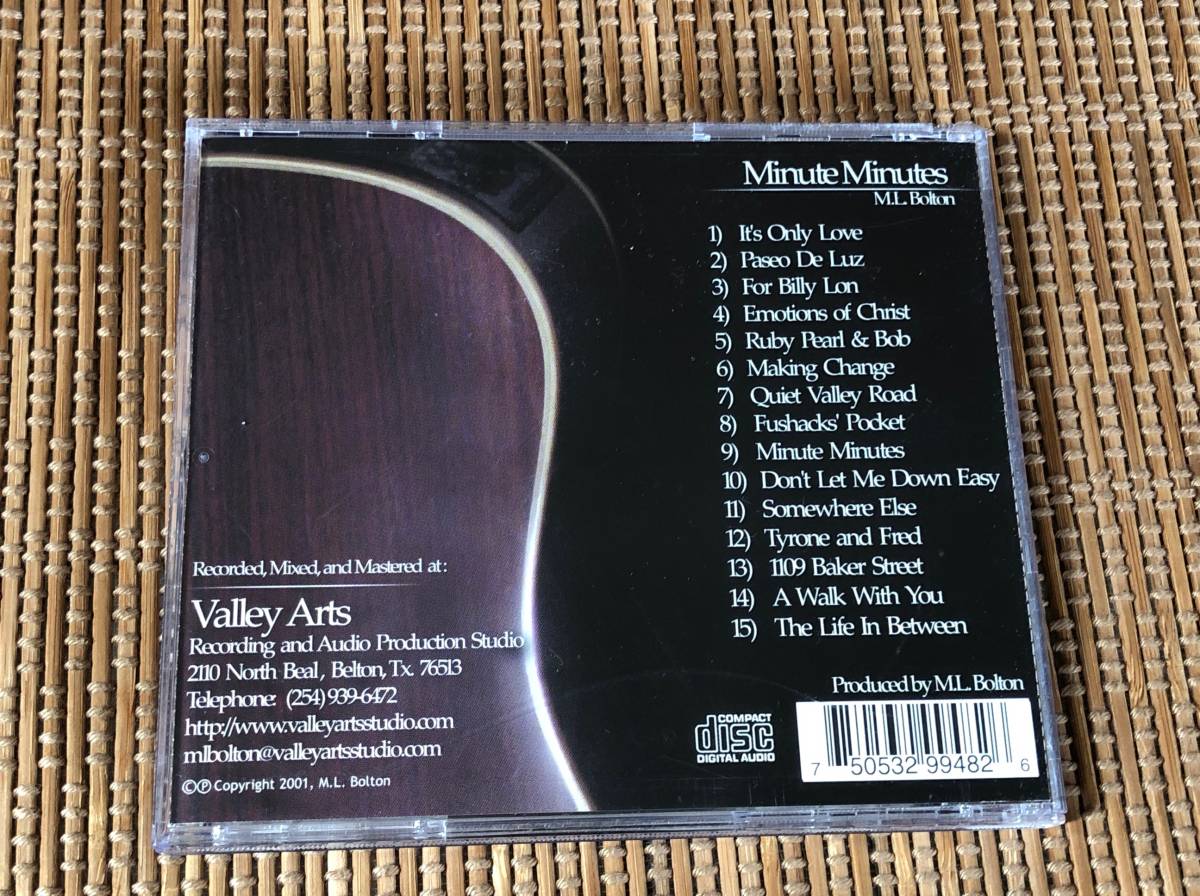 Minute Minutes
M.L. Bolton
1) It's Only Love
2) Paseo De Luz
3) For Billy Lon
4) Emotions of Christ
5) Ruby Pearl & Bob
6) Making Change
7) Quiet Valley Road
8) Fushacks' Pocket
9) Minute Minutes
10) Don't Let Me Down Easy
11) Somewhere Else
12) Tyrone and Fred
13) 1109 Baker Street
14) A Walk With You
15) The Life In Between
Produced by M.L. Bolton
Recorded, Mixed, and Mastered at:
Valley Arts
Recording and Audio Production Studio
2110 North Beal, Belton, Tx. 76513
Telephone: (254) 939-6472
http://www.valleyartsstudio.com
mlbolton@valleyartsstudio.com
©℗ Copyright 2001, M.L. Bolton
COMPACT
disc
DIGITAL AUDIO
7 50532 99482 6